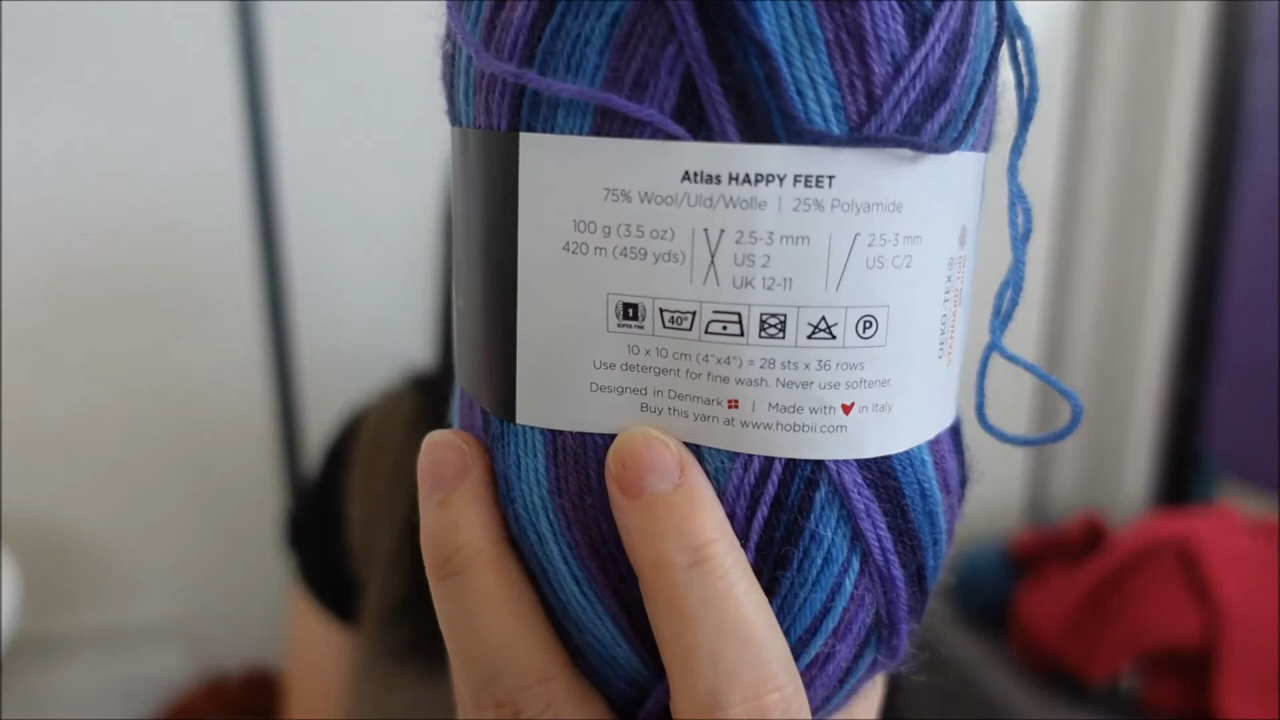 Atlas HAPPY FEET
75% Wool/Uld/Wolle | 25% Polyamide
100 g (3.5 oz)
420 m (459 yds)
2.5-3 mm
US 2
UK 12-11
2.5-3 mm
US: C/2
1
SUPER FINE
40°
P
10 x 10 cm (4"x4") = 28 sts x 36 rows
Use detergent for fine wash. Never use softener.
Designed in Denmark | Made with ❤ in Italy
Buy this yarn at www.hobbii.com
OEKO-TEX®
STANDARD 100